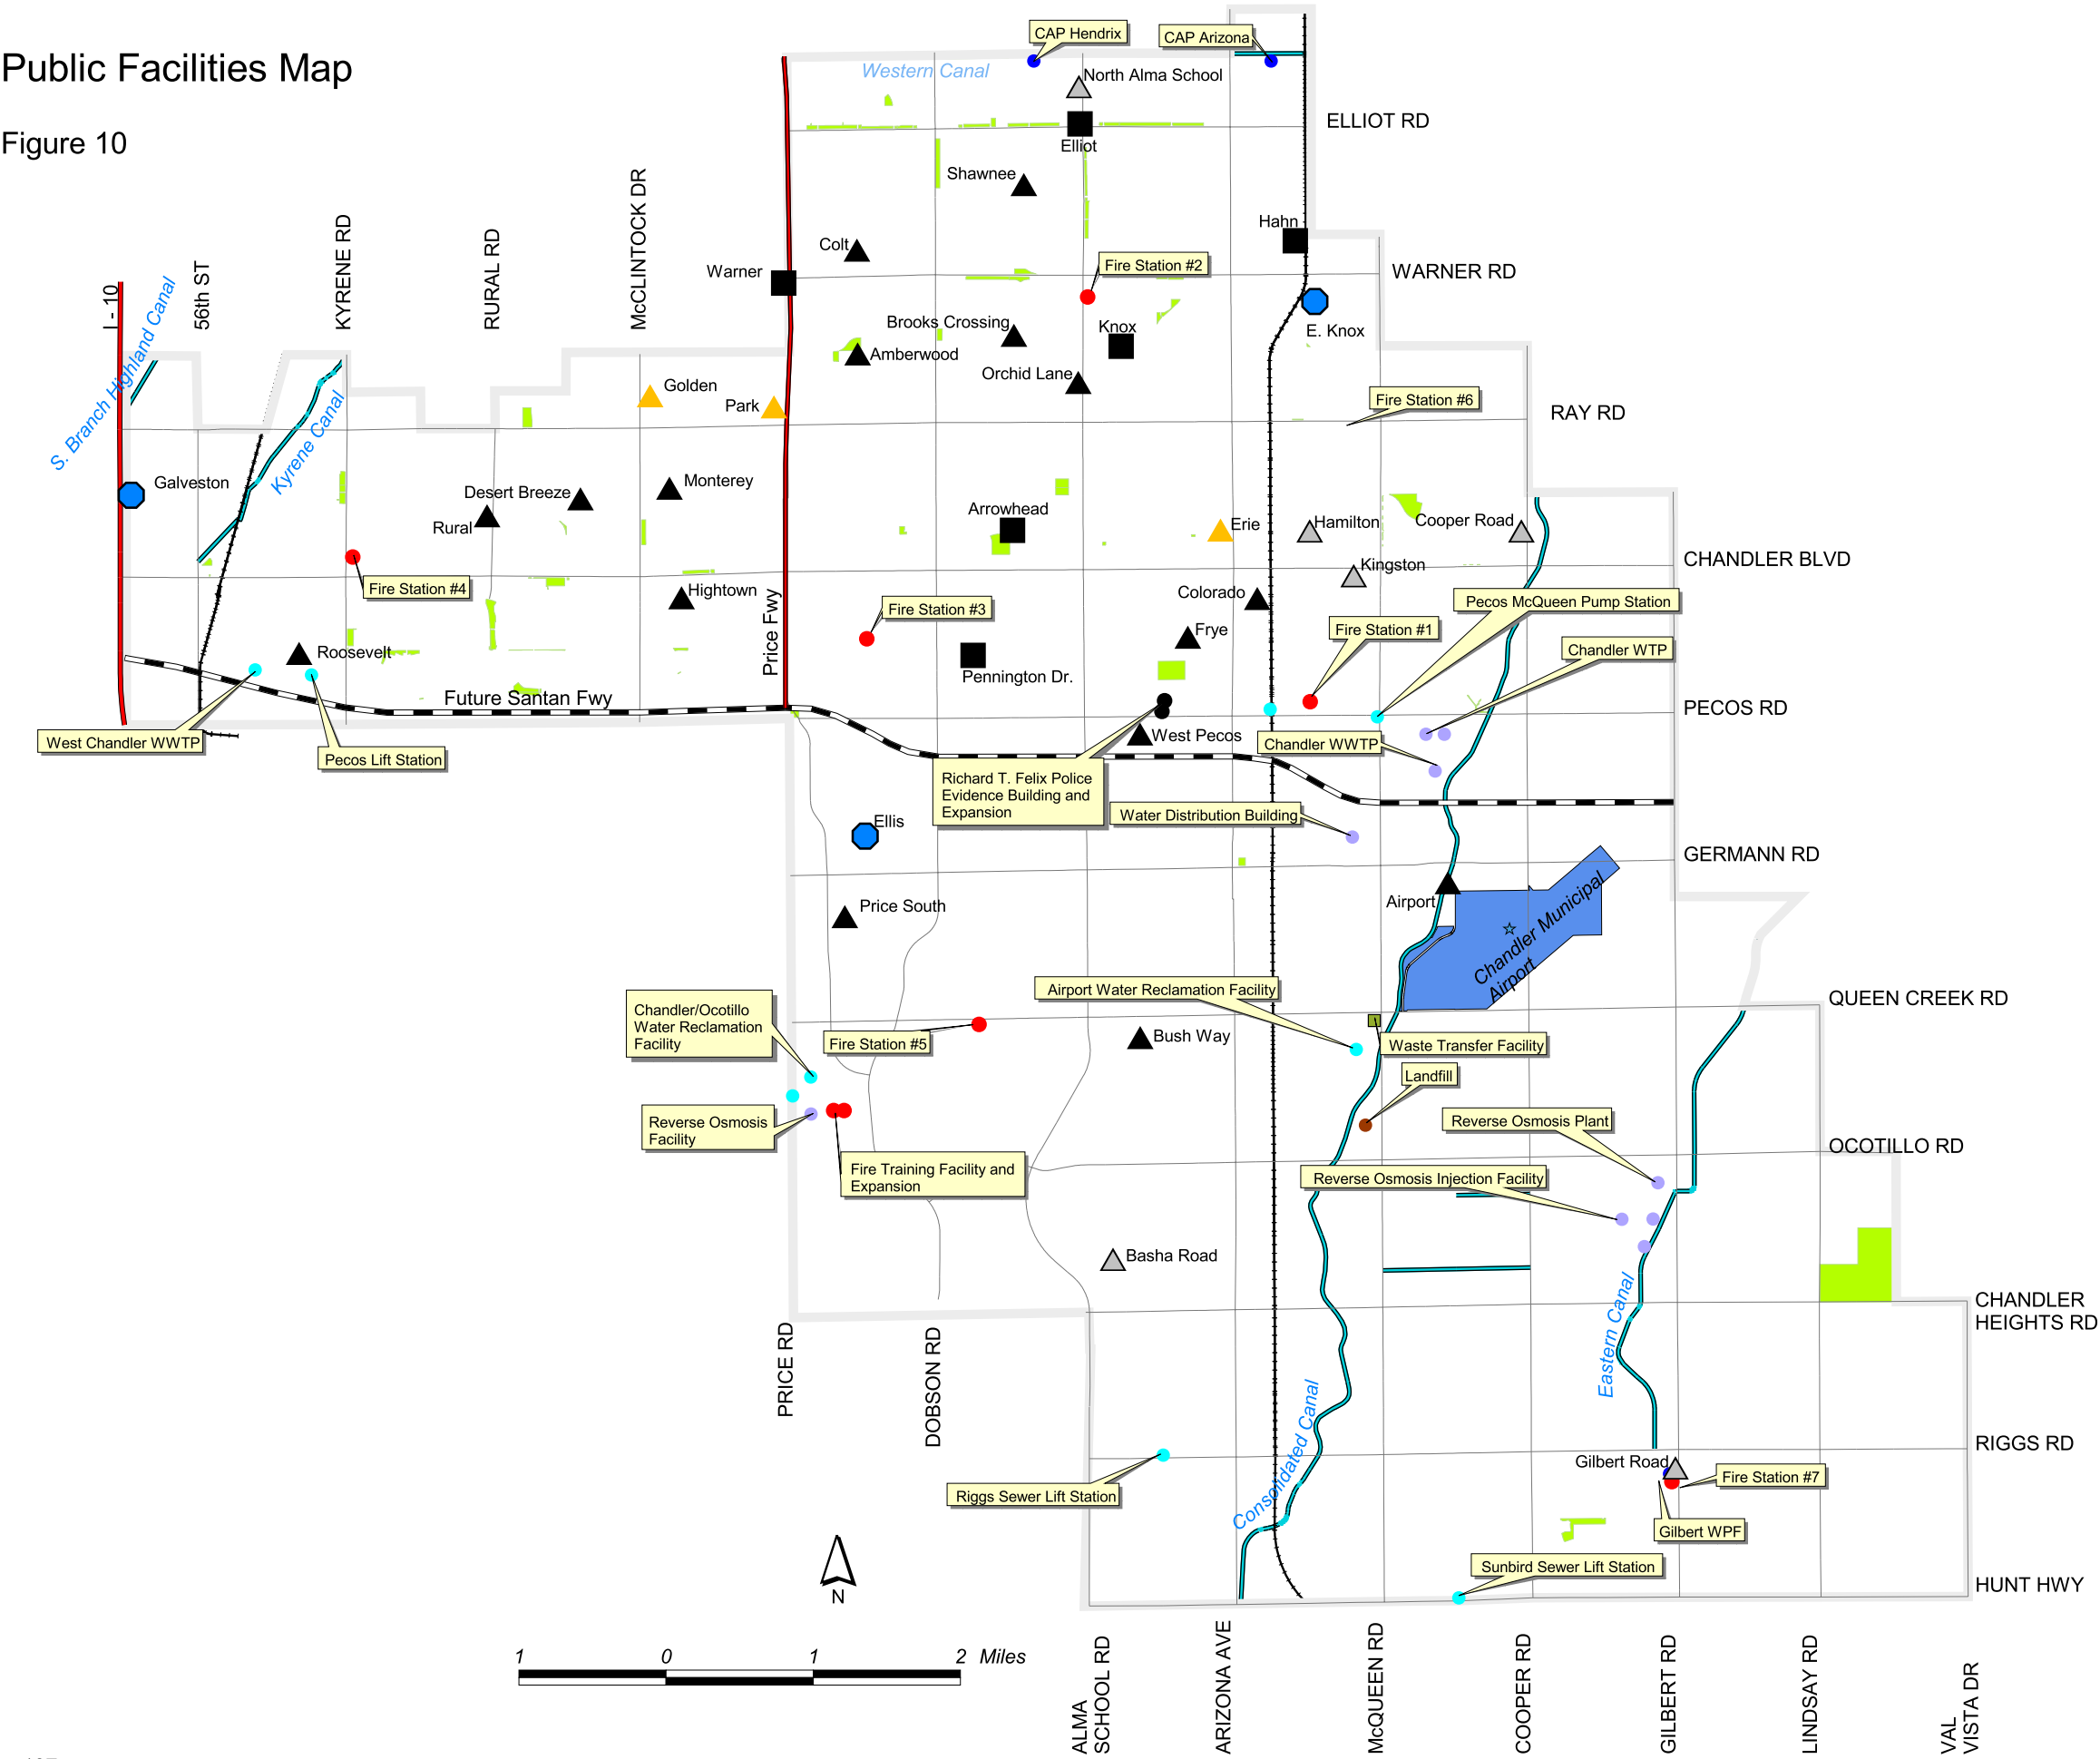 Public Facilities Map
Figure 10
CAP Hendrix
CAP Arizona
Western Canal
North Alma School
ELLIOT RD
Elliot
Shawnee
Hahn
Colt
Warner
Fire Station #2
WARNER RD
I - 10
S. Branch Highland Canal
56th ST
KYRENE RD
RURAL RD
McCLINTOCK DR
Brooks Crossing
Knox
E. Knox
Amberwood
Orchid Lane
Golden
Park
Fire Station #6
RAY RD
Kyrene Canal
Galveston
Desert Breeze
Monterey
Rural
Arrowhead
Erie
Hamilton
Cooper Road
CHANDLER BLVD
Kingston
Fire Station #4
Hightown
Colorado
Pecos McQueen Pump Station
Fire Station #3
Price Fwy
Frye
Fire Station #1
Chandler WTP
Roosevelt
Pennington Dr.
Future Santan Fwy
PECOS RD
West Chandler WWTP
Pecos Lift Station
West Pecos
Chandler WWTP
Richard T. Felix Police
Evidence Building and
Expansion
Water Distribution Building
Ellis
GERMANN RD
Price South
Airport
Chandler Municipal
Airport
Airport Water Reclamation Facility
QUEEN CREEK RD
Chandler/Ocotillo
Water Reclamation
Facility
Fire Station #5
Bush Way
Waste Transfer Facility
Landfill
Reverse Osmosis
Facility
Reverse Osmosis Plant
OCOTILLO RD
Fire Training Facility and
Expansion
Reverse Osmosis Injection Facility
Basha Road
Eastern Canal
CHANDLER
HEIGHTS RD
PRICE RD
DOBSON RD
Consolidated Canal
RIGGS RD
Gilbert Road
Fire Station #7
Riggs Sewer Lift Station
Gilbert WPF
Sunbird Sewer Lift Station
N
HUNT HWY
1 0 1 2 Miles
ALMA
SCHOOL RD
ARIZONA AVE
McQUEEN RD
COOPER RD
GILBERT RD
LINDSAY RD
VAL
VISTA DR